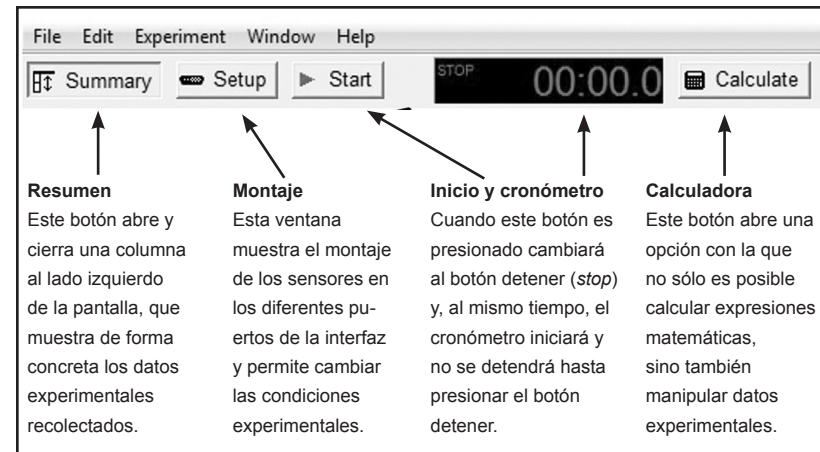 File Edit Experiment Window Help
Summary Setup Start STOP 00:00.0 Calculate
Resumen
Este botón abre y
cierra una columna
al lado izquierdo
de la pantalla, que
muestra de forma
concreta los datos
experimentales
recolectados.
Montaje
Esta ventana
muestra el montaje
de los sensores en
los diferentes pu-
ertos de la interfaz
y permite cambiar
las condiciones
experimentales.
Inicio y cronómetro
Cuando este botón es
presionado cambiará
al botón detener (stop)
y, al mismo tiempo, el
cronómetro iniciará y
no se detendrá hasta
presionar el botón
detener.
Calculadora
Este botón abre una
opción con la que
no sólo es posible
calcular expresiones
matemáticas,
sino también
manipular datos
experimentales.